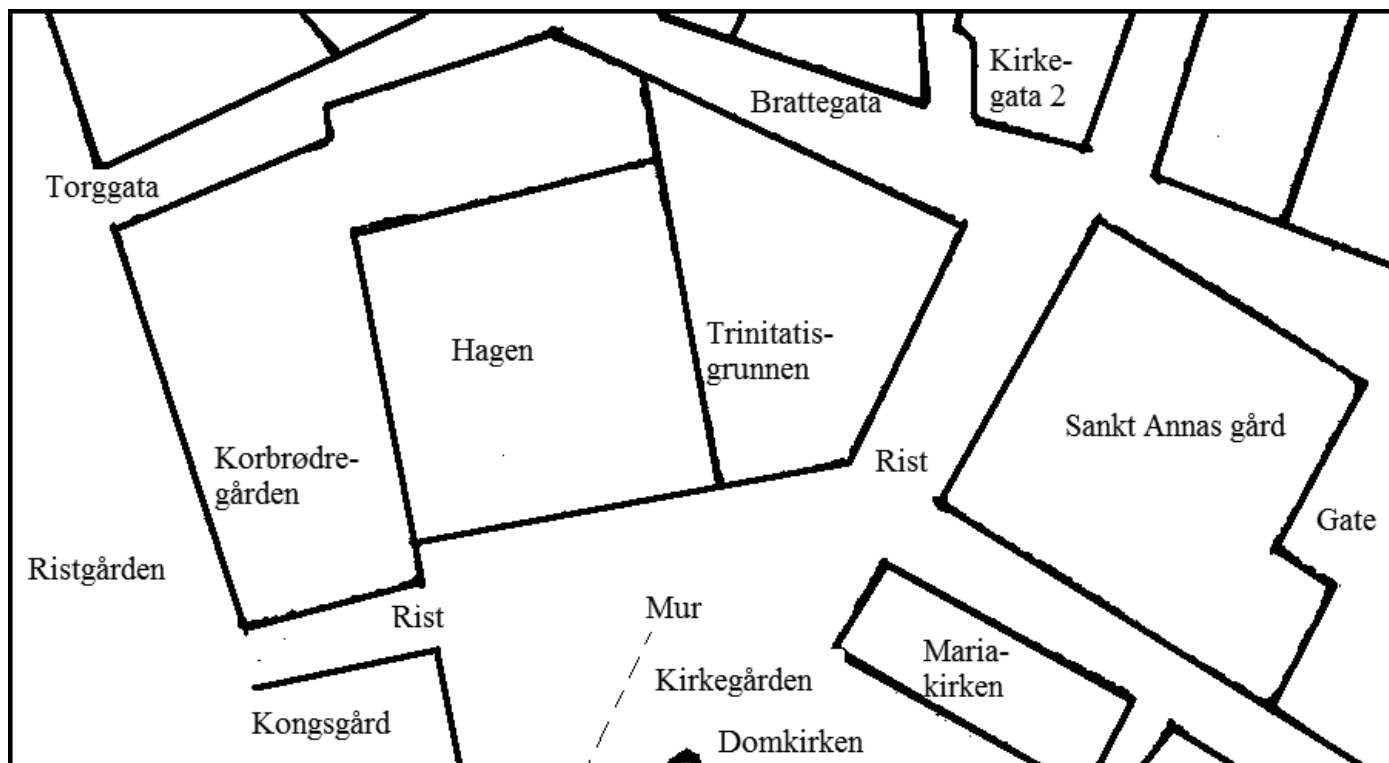 Kirke-
gata 2
Brattegata
Torggata
Hagen
Trinitatis-
grunnen
Sankt Annas gård
Korbrødre-
gården
Rist
Gate
Ristgården
Rist
Mur
Kirkegården
Maria-
kirken
Kongsgård
Domkirken